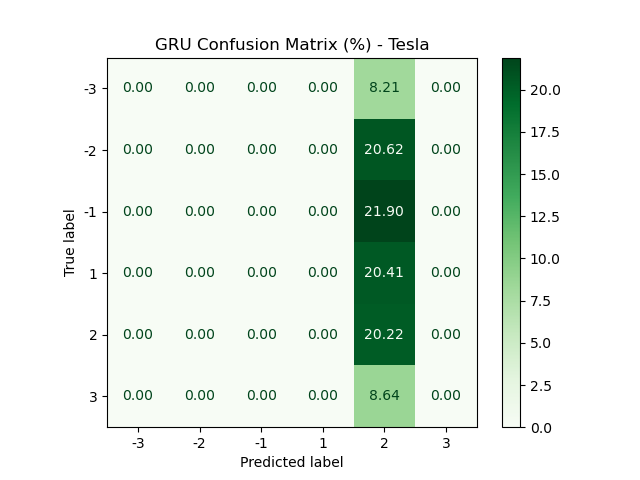 GRU Confusion Matrix (%) - Tesla
True label
-3 0.00 0.00 0.00 0.00 8.21 0.00
-2 0.00 0.00 0.00 0.00 20.62 0.00
-1 0.00 0.00 0.00 0.00 21.90 0.00
1 0.00 0.00 0.00 0.00 20.41 0.00
2 0.00 0.00 0.00 0.00 20.22 0.00
3 0.00 0.00 0.00 0.00 8.64 0.00
-3 -2 -1 1 2 3
Predicted label
20.0
17.5
15.0
12.5
10.0
7.5
5.0
2.5
0.0